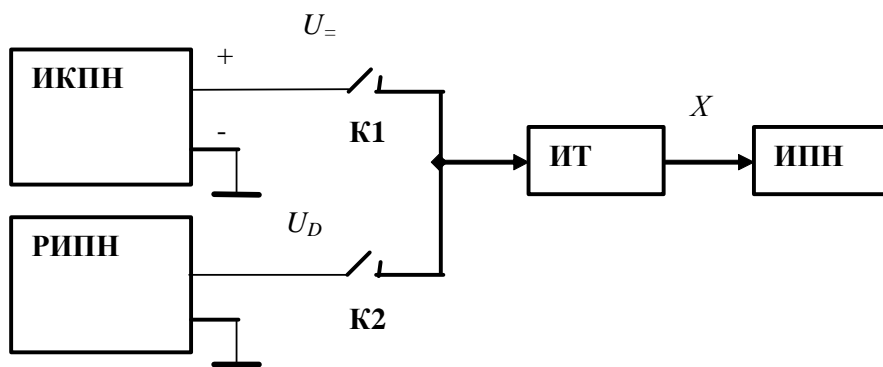 U=
+
ИКПН
-
К1
X
ИТ
ИПН
U_D
РИПН
К2